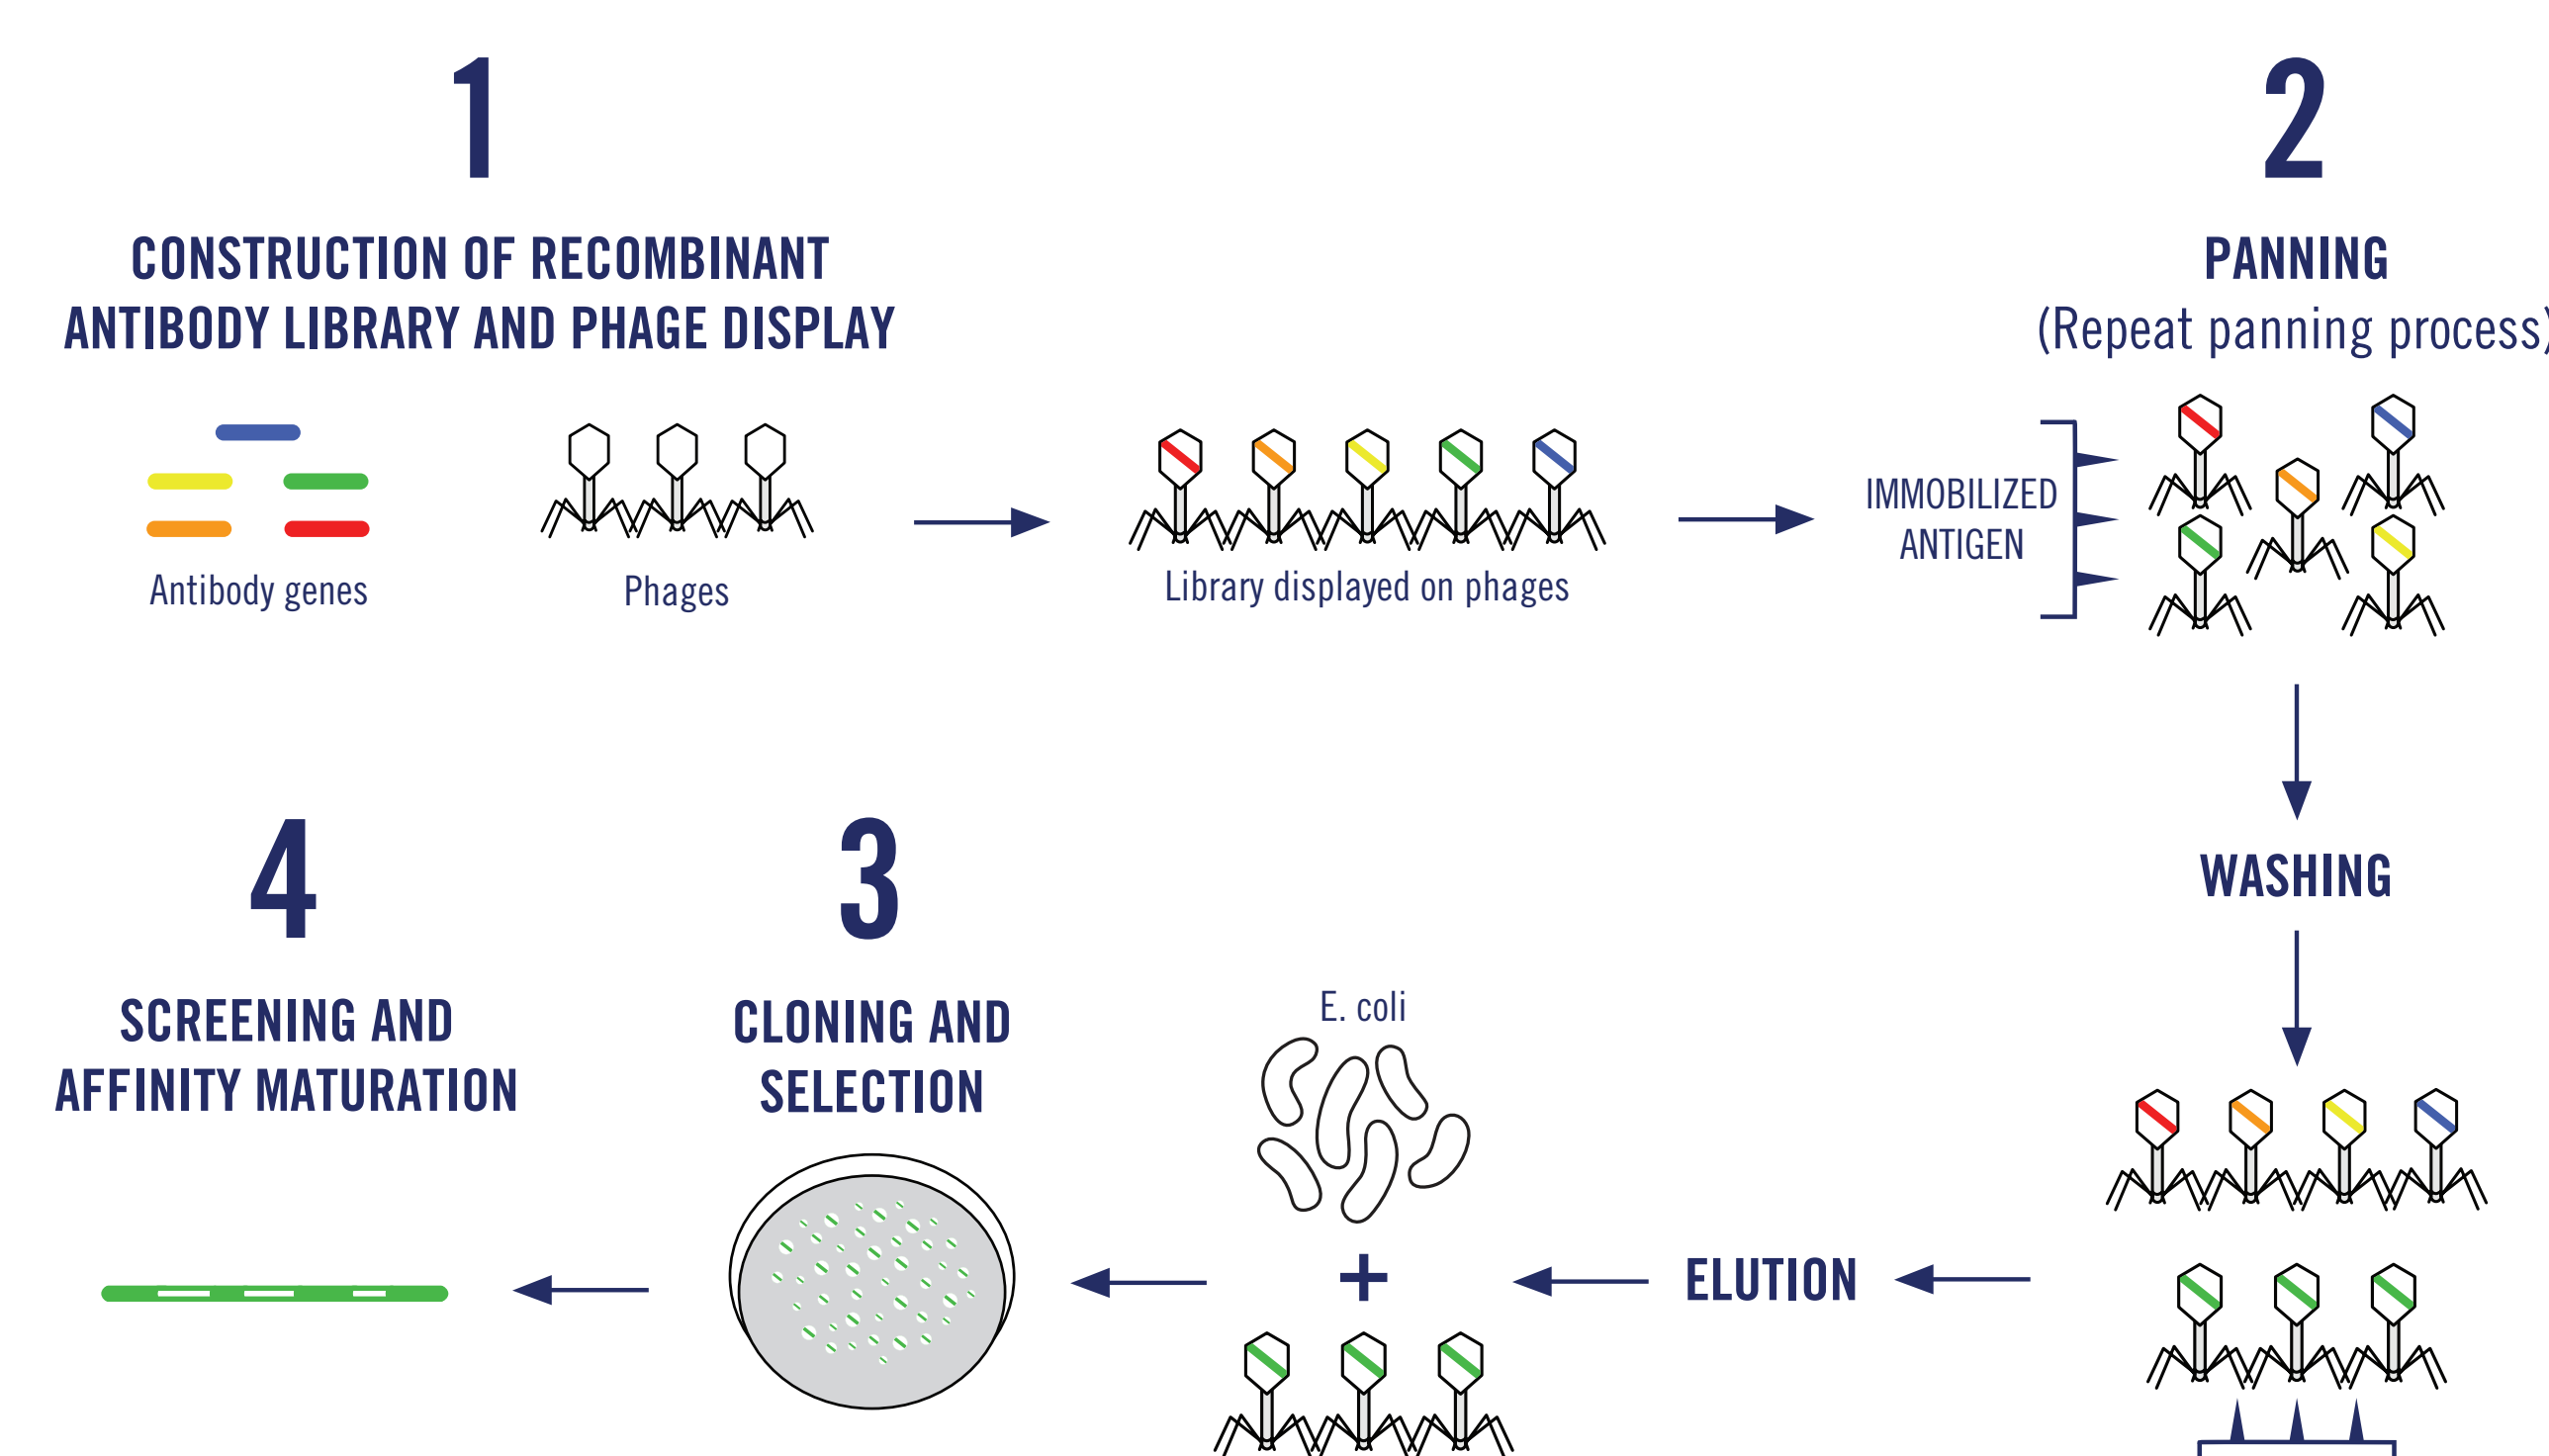 1
CONSTRUCTION OF RECOMBINANT
ANTIBODY LIBRARY AND PHAGE DISPLAY
Antibody genes
Phages
Library displayed on phages
2
PANNING
(Repeat panning process)
IMMOBILIZED
ANTIGEN
WASHING
ELUTION
E. coli
+
3
CLONING AND
SELECTION
4
SCREENING AND
AFFINITY MATURATION